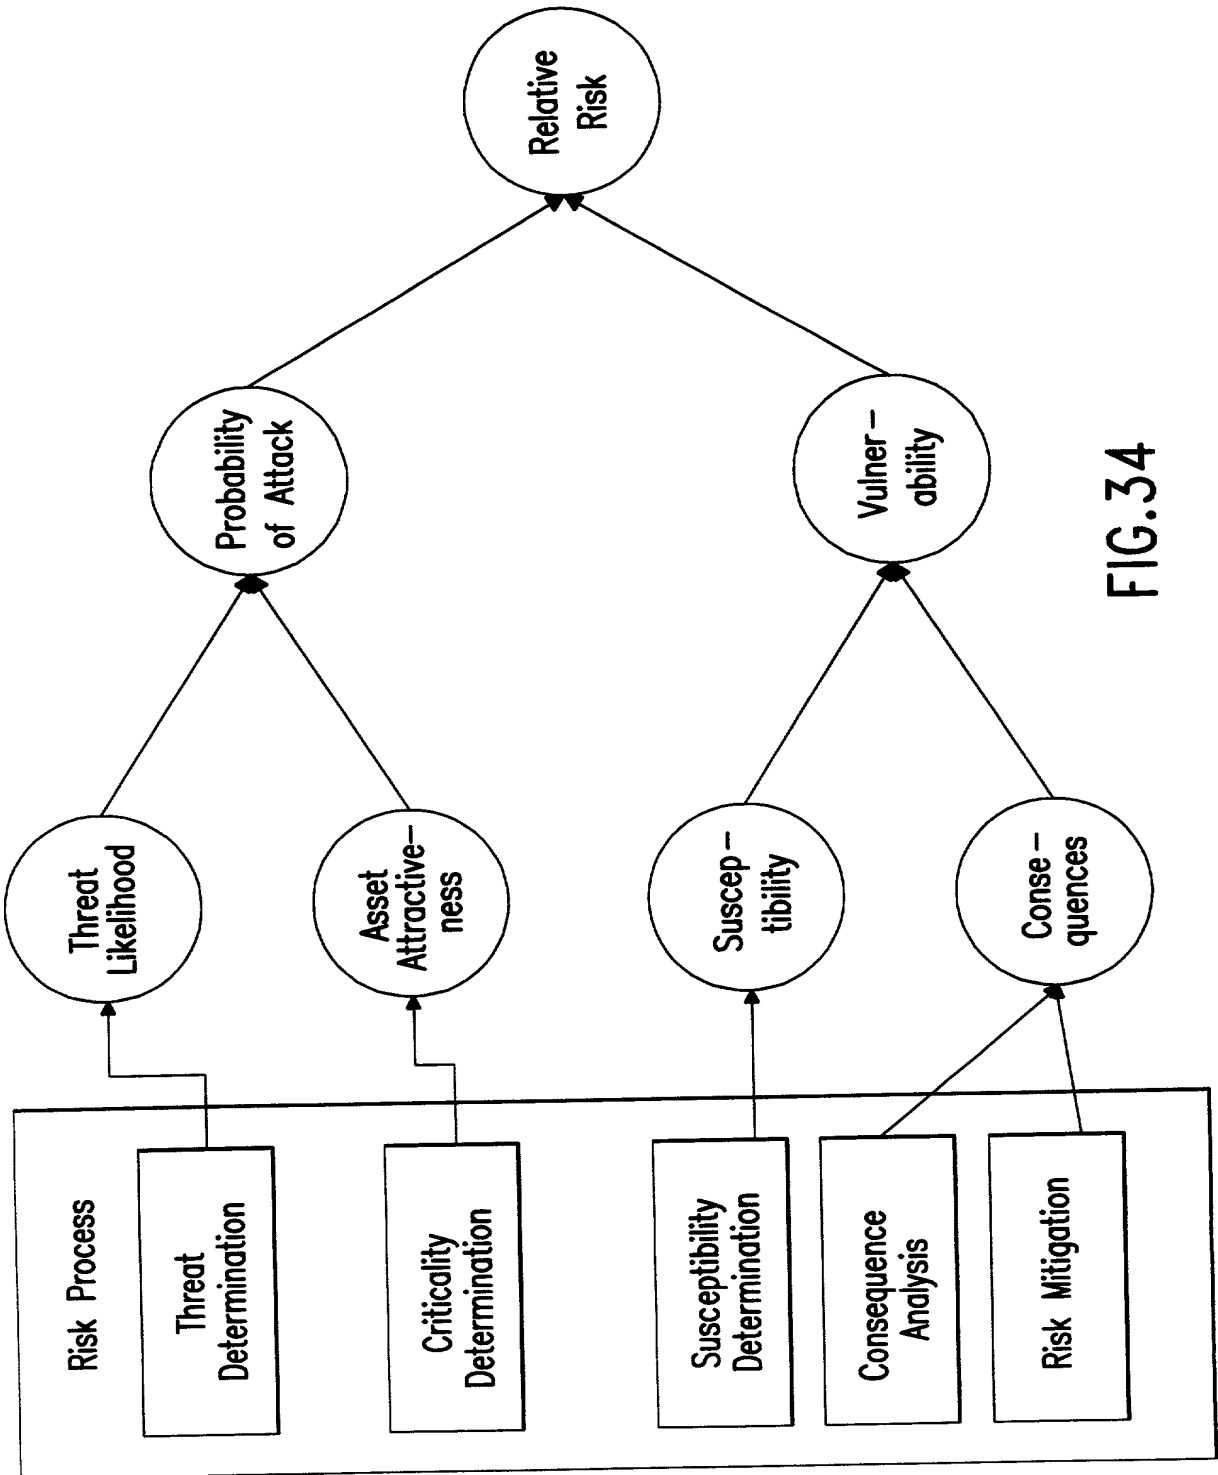 Risk Process
Threat
Determination
Criticality
Determination
Susceptibility
Determination
Consequence
Analysis
Risk Mitigation
Threat
Likelihood
Asset
Attractive-
ness
Suscep-
tibility
Conse-
quences
Probability
of Attack
Vulner-
ability
Relative
Risk
FIG.34